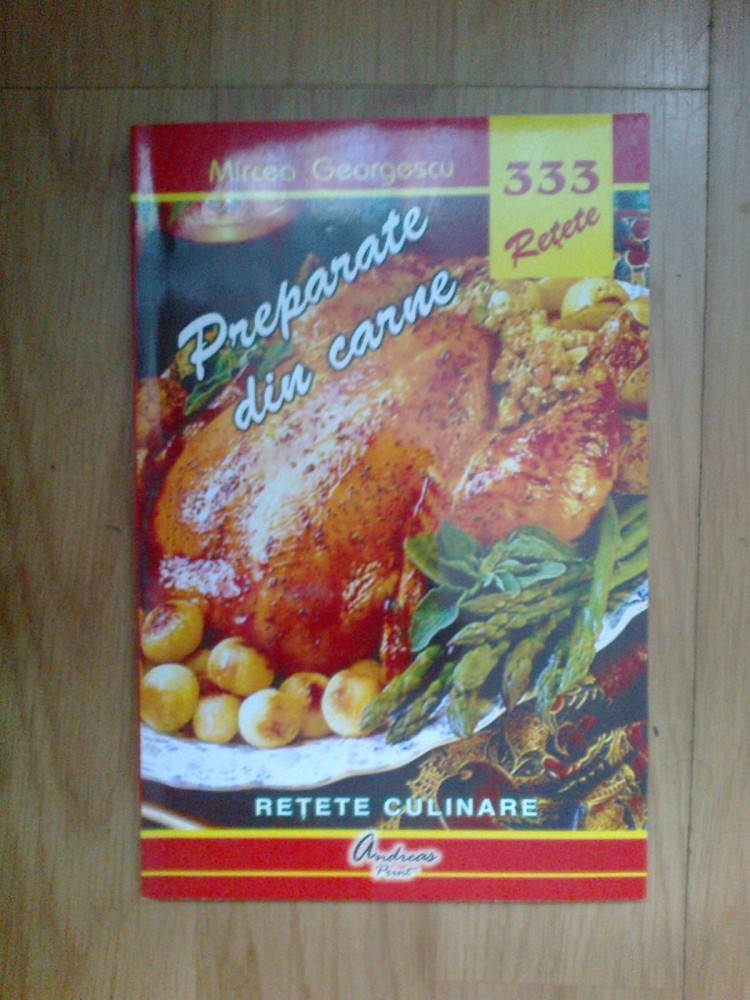 Mircea Georgescu
333
Rețete
Preparate
din carne
REȚETE CULINARE
Andreas
Print